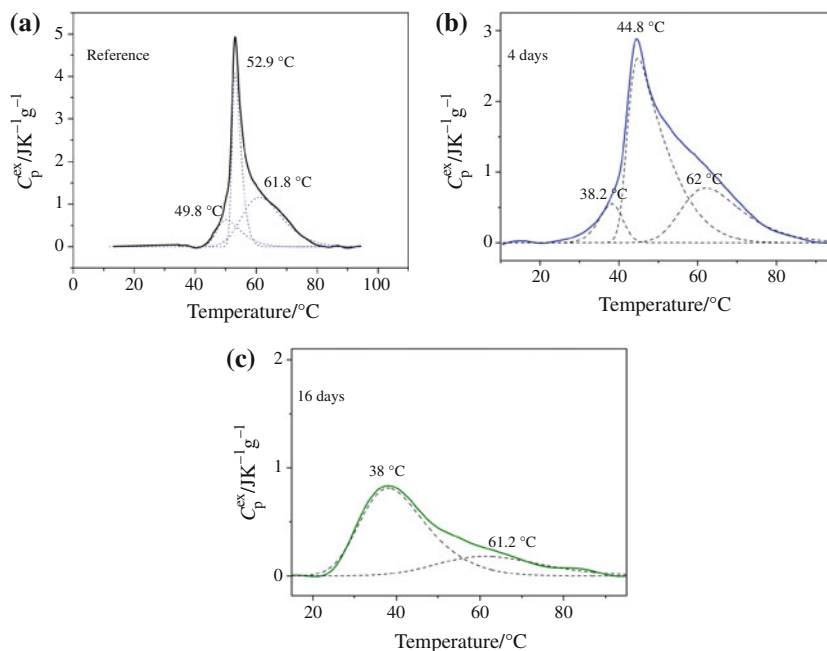 (a)
Reference
52.9 °C
61.8 °C
49.8 °C
5
4
3
2
1
0
C_p^ex/JK⁻¹g⁻¹
0 20 40 60 80 100
Temperature/°C
(b)
4 days
44.8 °C
38.2°C
62 °C
3
2
1
0
C_p^ex/JK⁻¹g⁻¹
20 40 60 80
Temperature/°C
(c)
16 days
38 °C
61.2 °C
2
1
0
C_p^ex/JK⁻¹g⁻¹
20 40 60 80
Temperature/°C